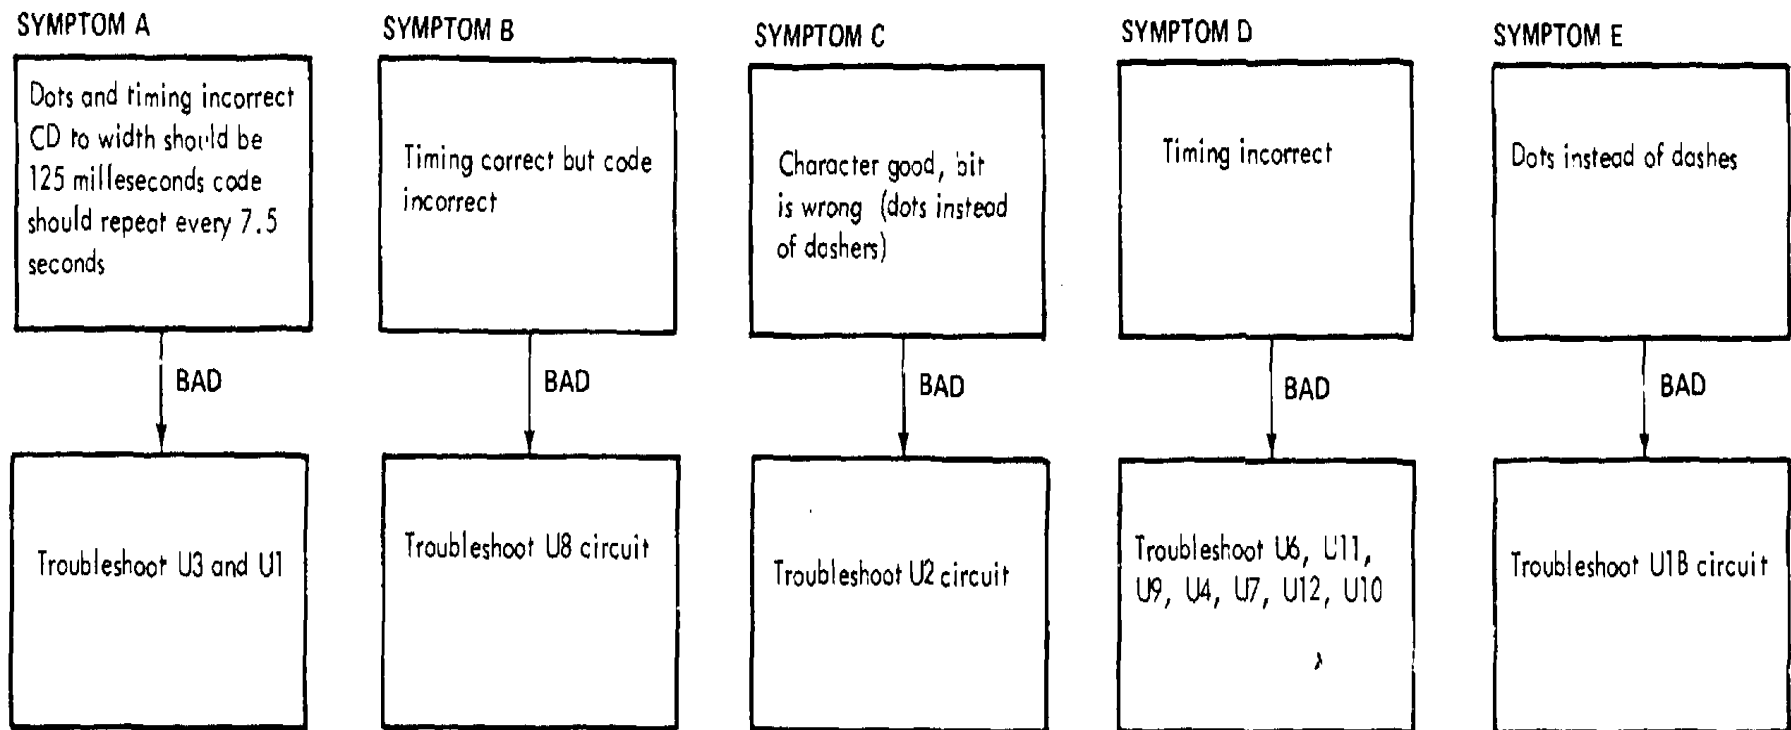 SYMPTOM A
Dots and timing incorrect
CD to width should be
125 milleseconds code
should repeat every 7.5
seconds
BAD
Troubleshoot U3 and U1
SYMPTOM B
Timing correct but code
incorrect
BAD
Troubleshoot U8 circuit
SYMPTOM C
Character good, bit
is wrong (dots instead
of dashers)
BAD
Troubleshoot U2 circuit
SYMPTOM D
Timing incorrect
BAD
Troubleshoot U6, U11,
U9, U4, U7, U12, U10
SYMPTOM E
Dots instead of dashes
BAD
Troubleshoot U1B circuit